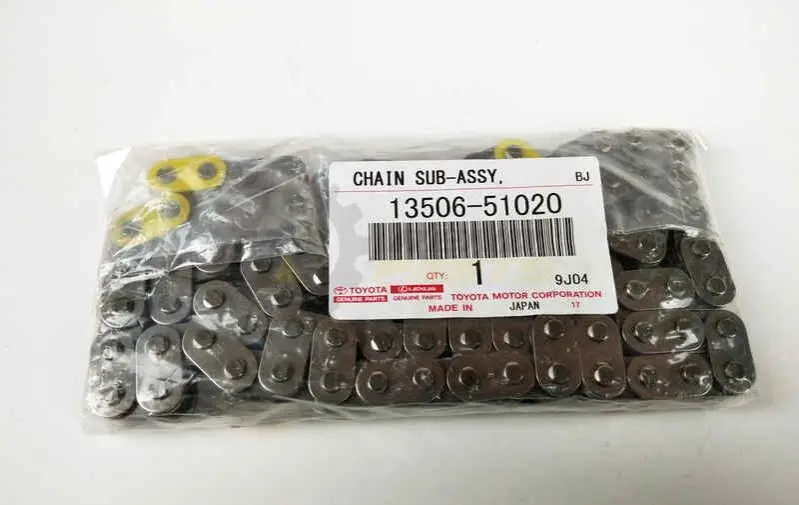 CHAIN SUB-ASSY, BJ
13506-51020
QTY: 1 9J04
TOYOTA LEXUS
GENUINE PARTS GENUINE PARTS TOYOTA MOTOR CORPORATION
MADE IN JAPAN 17